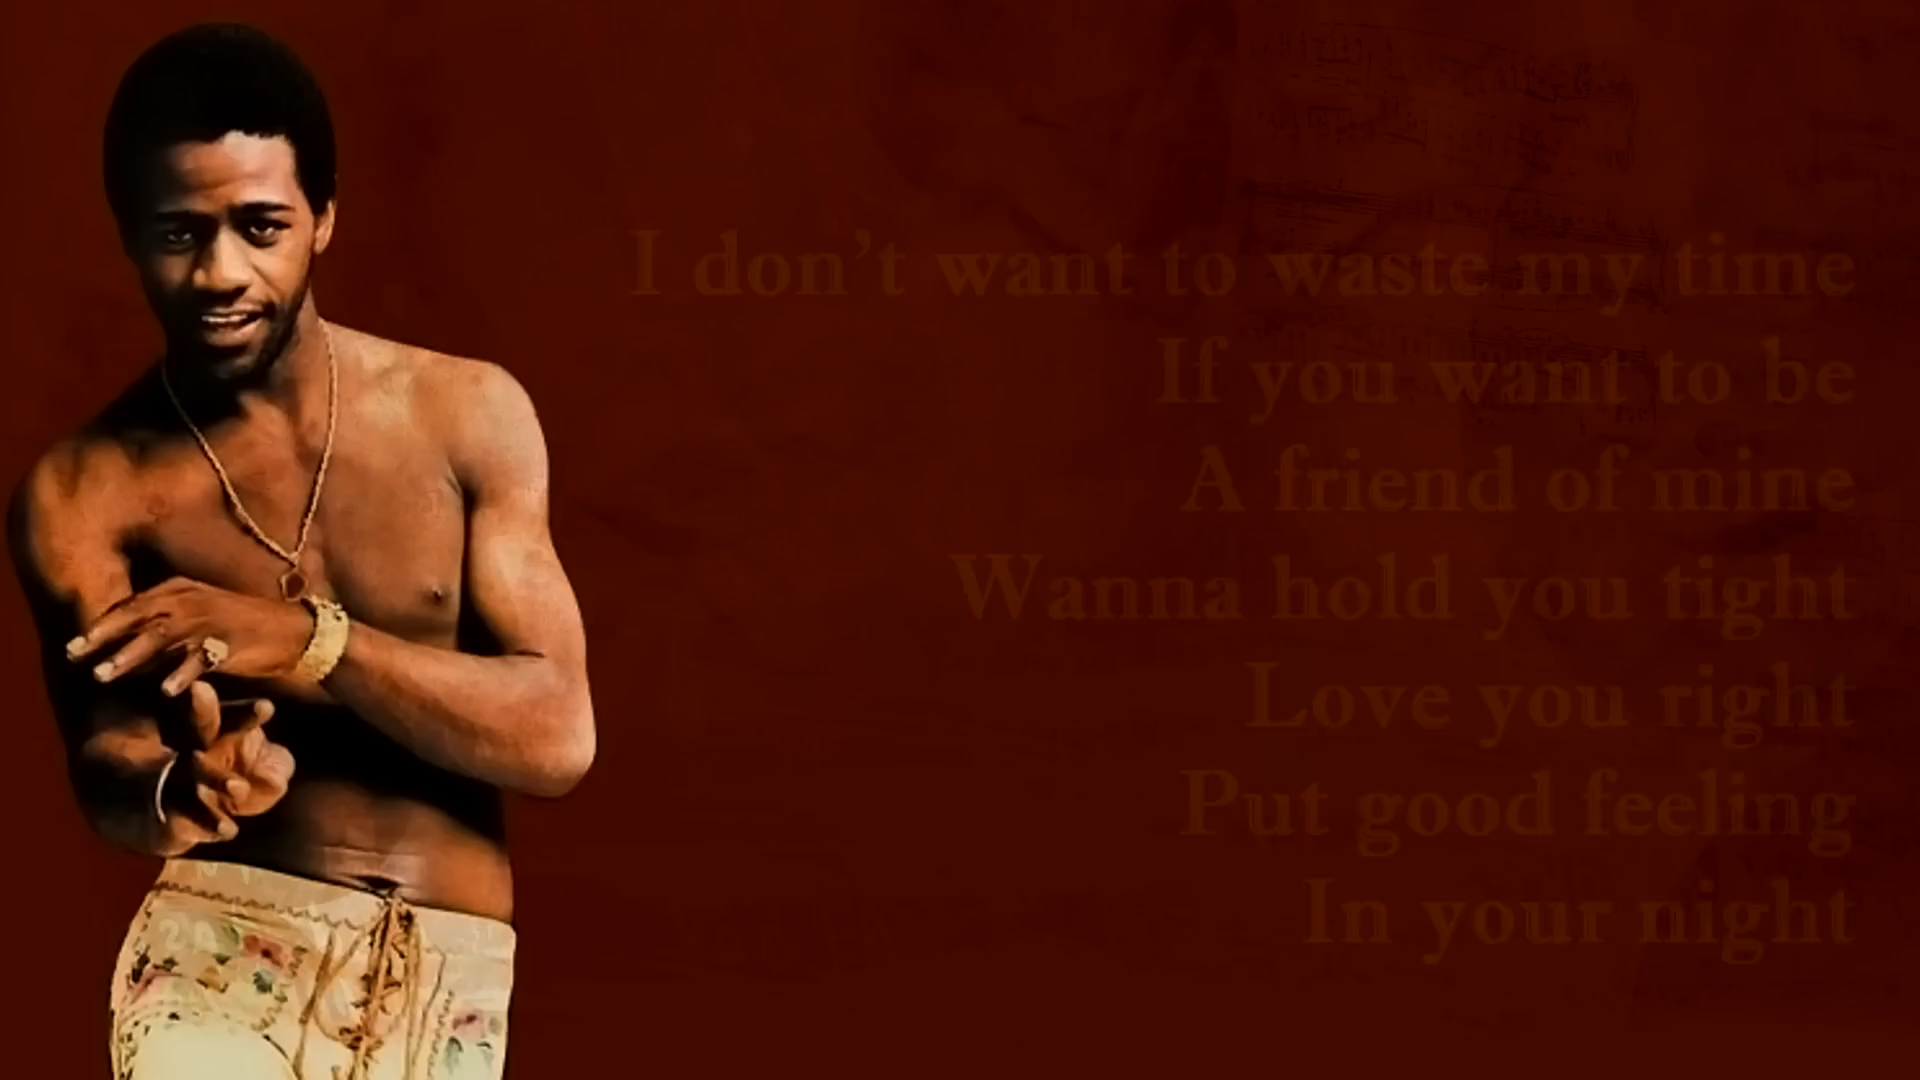 I don't want to waste my time
If you want to be
A friend of mine
Wanna hold you tight
Love you right
Put good feeling
In your night